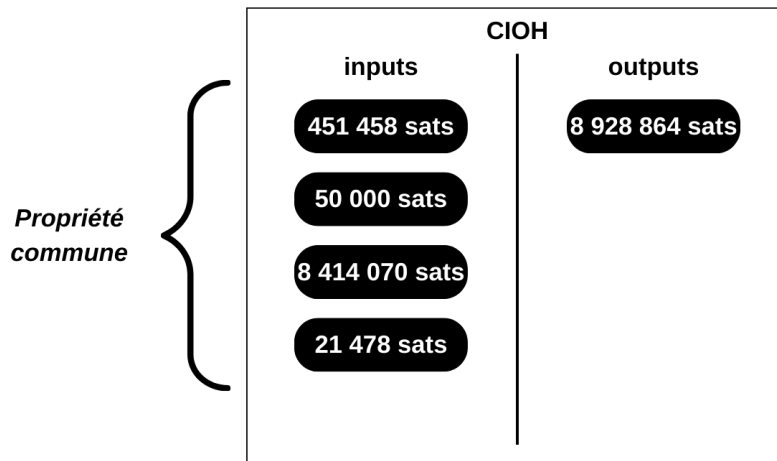 CIOH
inputs
outputs
451 458 sats
8 928 864 sats
50 000 sats
Propriété
commune
8 414 070 sats
21 478 sats